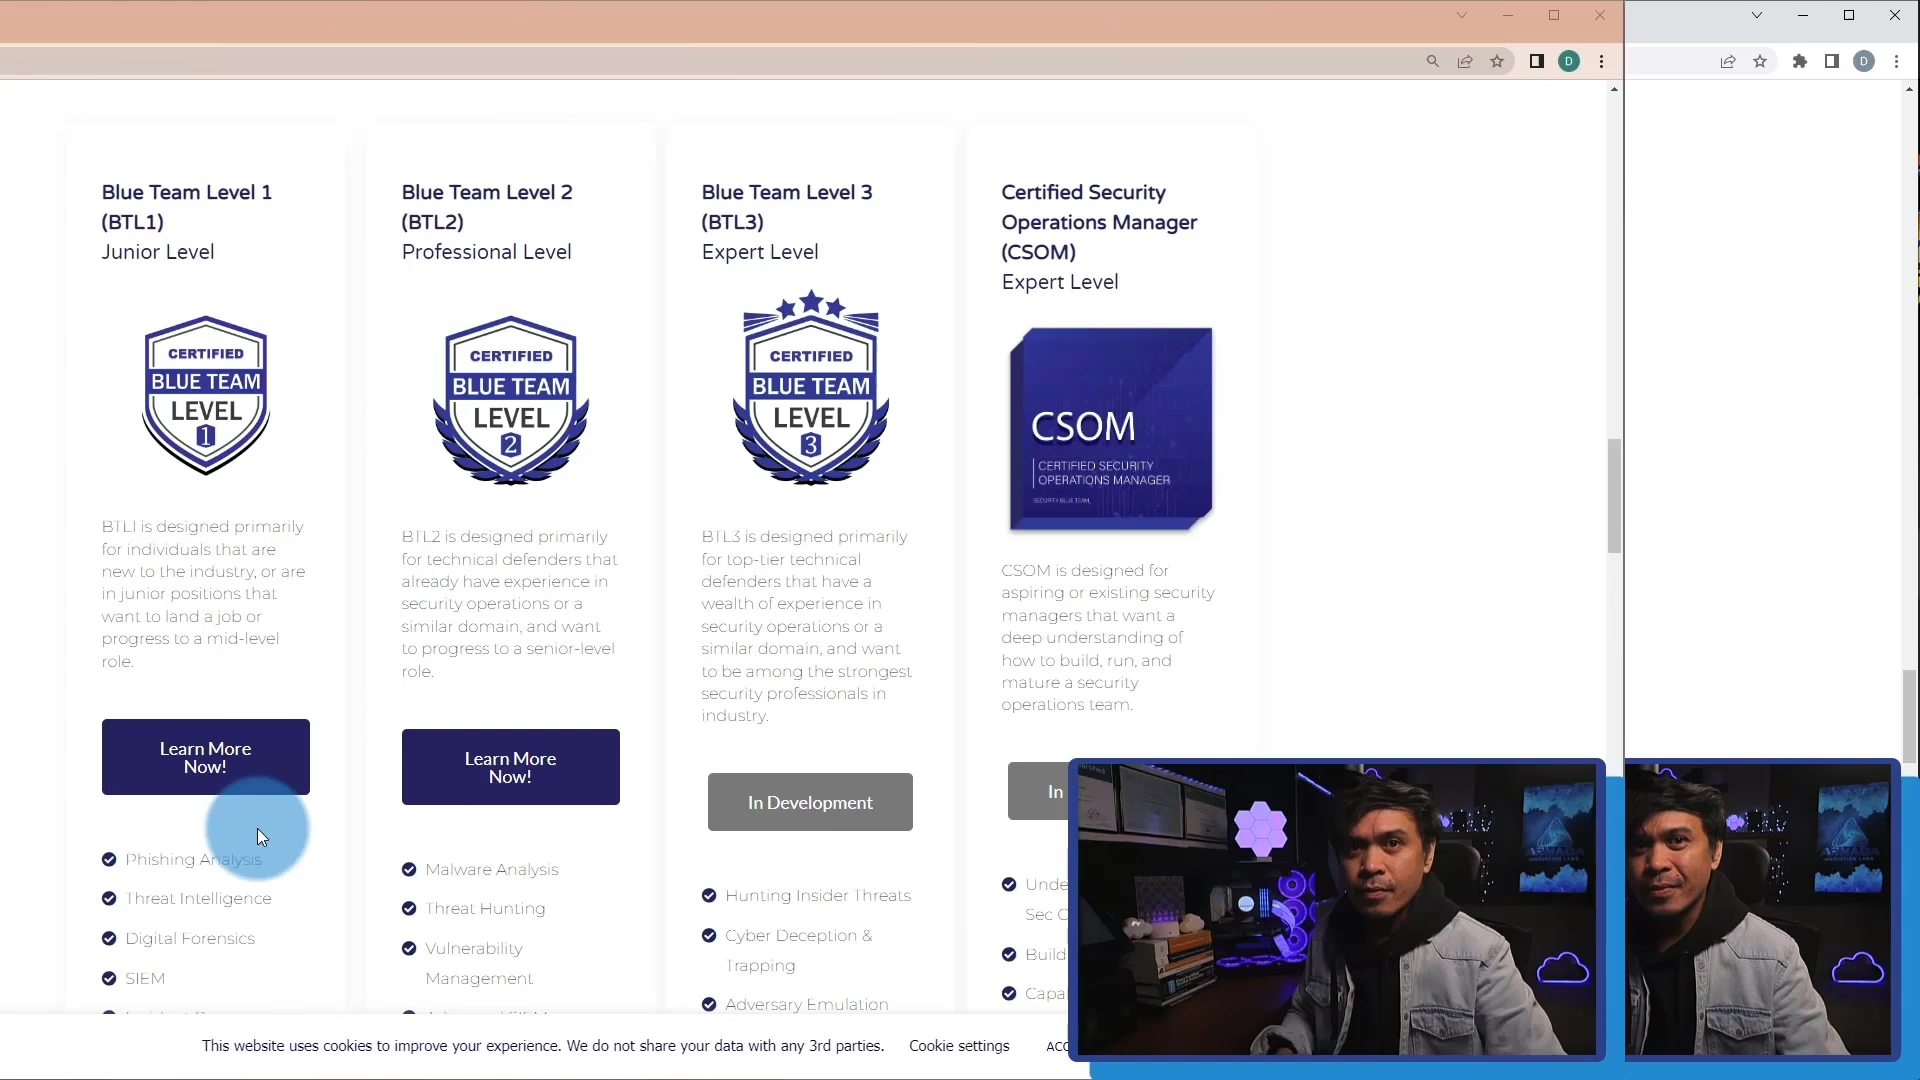 D
D
Blue Team Level 1
(BTL1)
Junior Level
CERTIFIED
BLUE TEAM
LEVEL
1
BTL1 is designed primarily
for individuals that are
new to the industry, or are
in junior positions that
want to land a job or
progress to a mid-level
role.
Learn More
Now!
Phishing Analysis
Threat Intelligence
Digital Forensics
SIEM
Blue Team Level 2
(BTL2)
Professional Level
CERTIFIED
BLUE TEAM
LEVEL
2
BTL2 is designed primarily
for technical defenders that
already have experience in
security operations or a
similar domain, and want
to progress to a senior-level
role.
Learn More
Now!
Malware Analysis
Threat Hunting
Vulnerability
Management
Blue Team Level 3
(BTL3)
Expert Level
CERTIFIED
BLUE TEAM
LEVEL
3
BTL3 is designed primarily
for top-tier technical
defenders that have a
wealth of experience in
security operations or a
similar domain, and want
to be among the strongest
security professionals in
industry.
In Development
Hunting Insider Threats
Cyber Deception &
Trapping
Adversary Emulation
Certified Security
Operations Manager
(CSOM)
Expert Level
CSOM
CERTIFIED SECURITY
OPERATIONS MANAGER
SECURITY BLUE TEAM
CSOM is designed for
aspiring or existing security
managers that want a
deep understanding of
how to build, run, and
mature a security
operations team.
In
Unde
Sec C
Build
Capa
This website uses cookies to improve your experience. We do not share your data with any 3rd parties.
Cookie settings
ACC